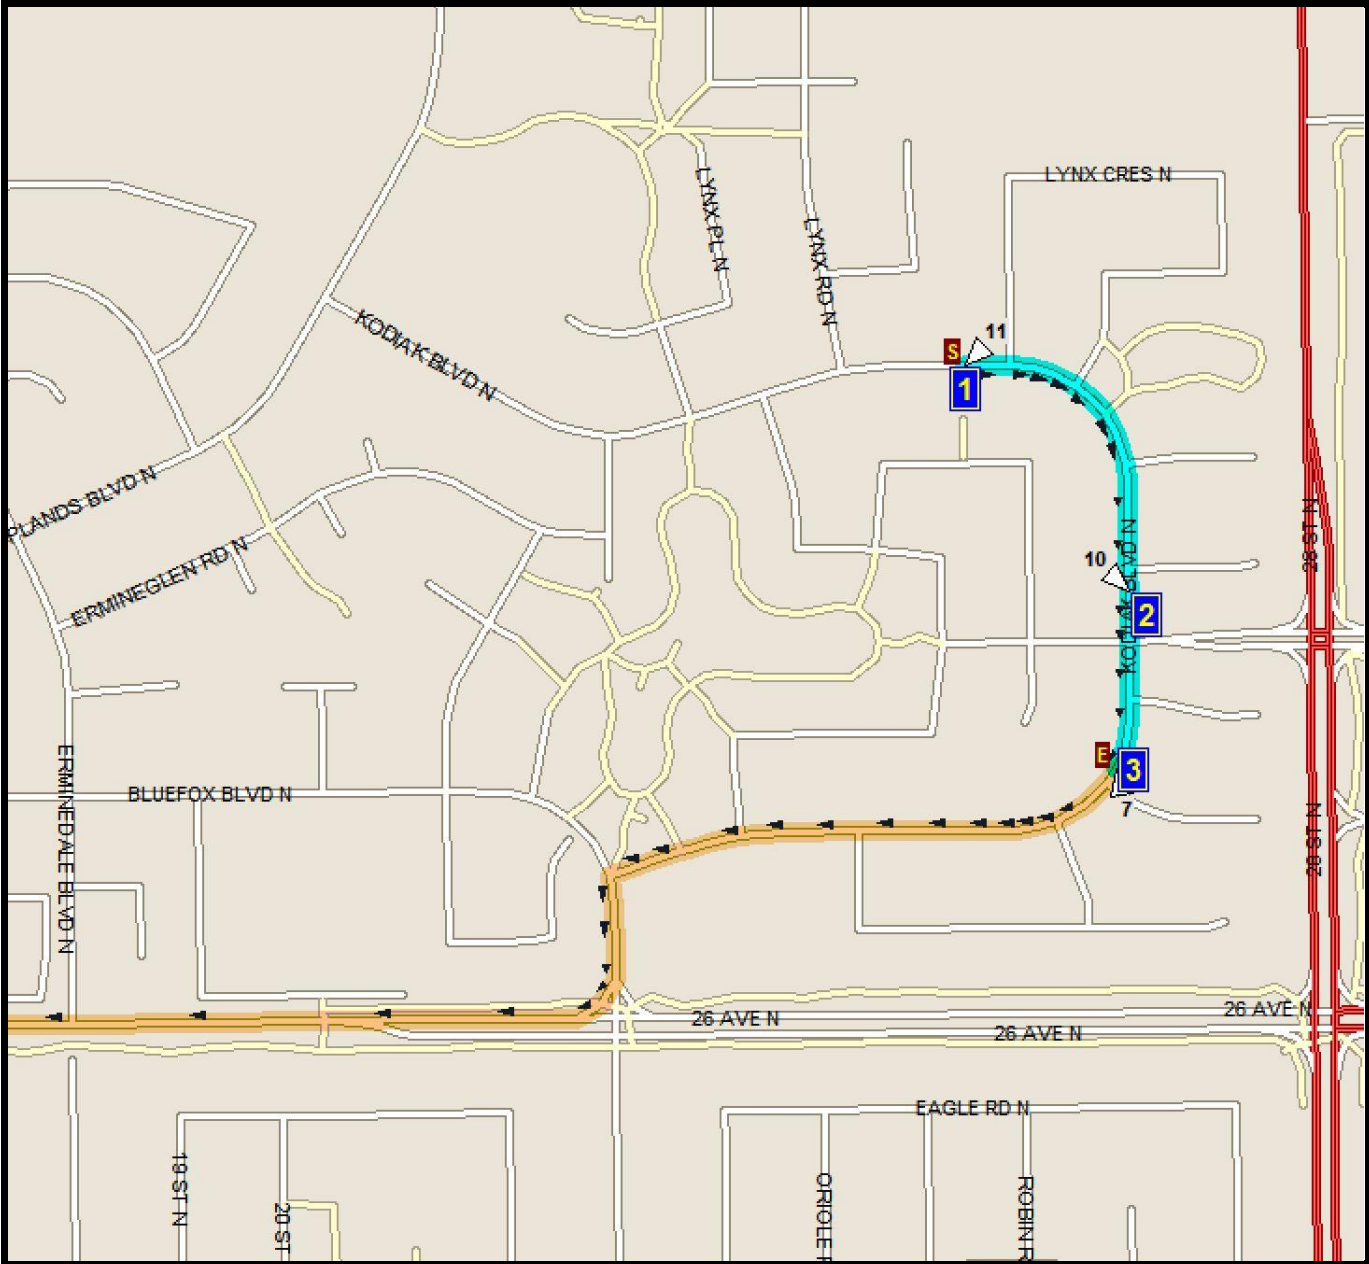 LYNX CRES N
LYNX PL N
LYNX RD N
KODIAK BLVD N
S
11
1
PLANDS BLVD N
28 ST N
ERMINEGLEN RD N
10
KODIAK BLVD N
2
E
3
7
ERMINEDALE BLVD N
BLUEFOX BLVD N
28 ST N
26 AVE N
26 AVE N
26 AVE N
EAGLE RD N
19 ST N
20 ST
ORIOLE
ROBIN R